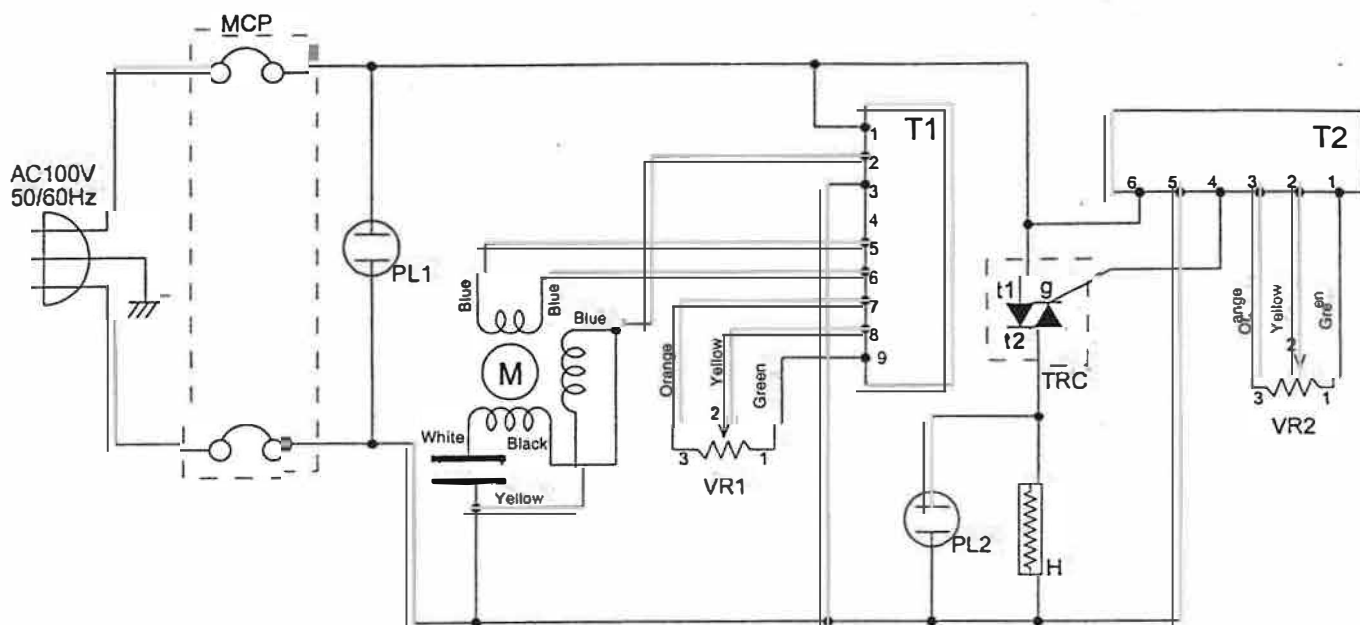 MCP
AC100V
50/60Hz
PL1
T1
1
2
3
4
5
6
7
8
9
T2
6 5 4 3 2 1
Blue
Blue
Blue
M
White
Black
Yellow
Orange
Yellow
Green
2
3 1
VR1
t1 g
t2
TRC
PL2
H
Yellow
2
3 1
VR2